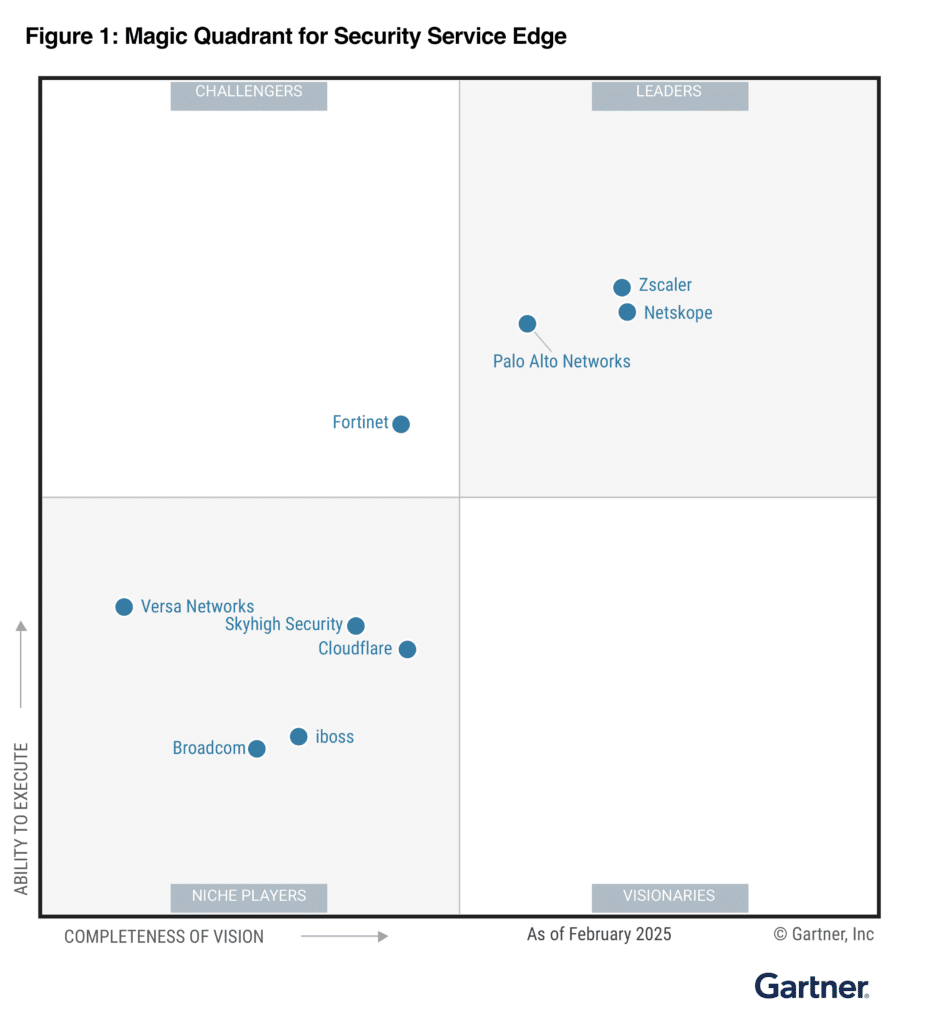 Figure 1: Magic Quadrant for Security Service Edge
CHALLENGERS
LEADERS
Zscaler
Netskope
Palo Alto Networks
Fortinet
Versa Networks
Skyhigh Security
Cloudflare
iboss
Broadcom
ABILITY TO EXECUTE
NICHE PLAYERS
VISIONARIES
COMPLETENESS OF VISION
As of February 2025
© Gartner, Inc
Gartner®